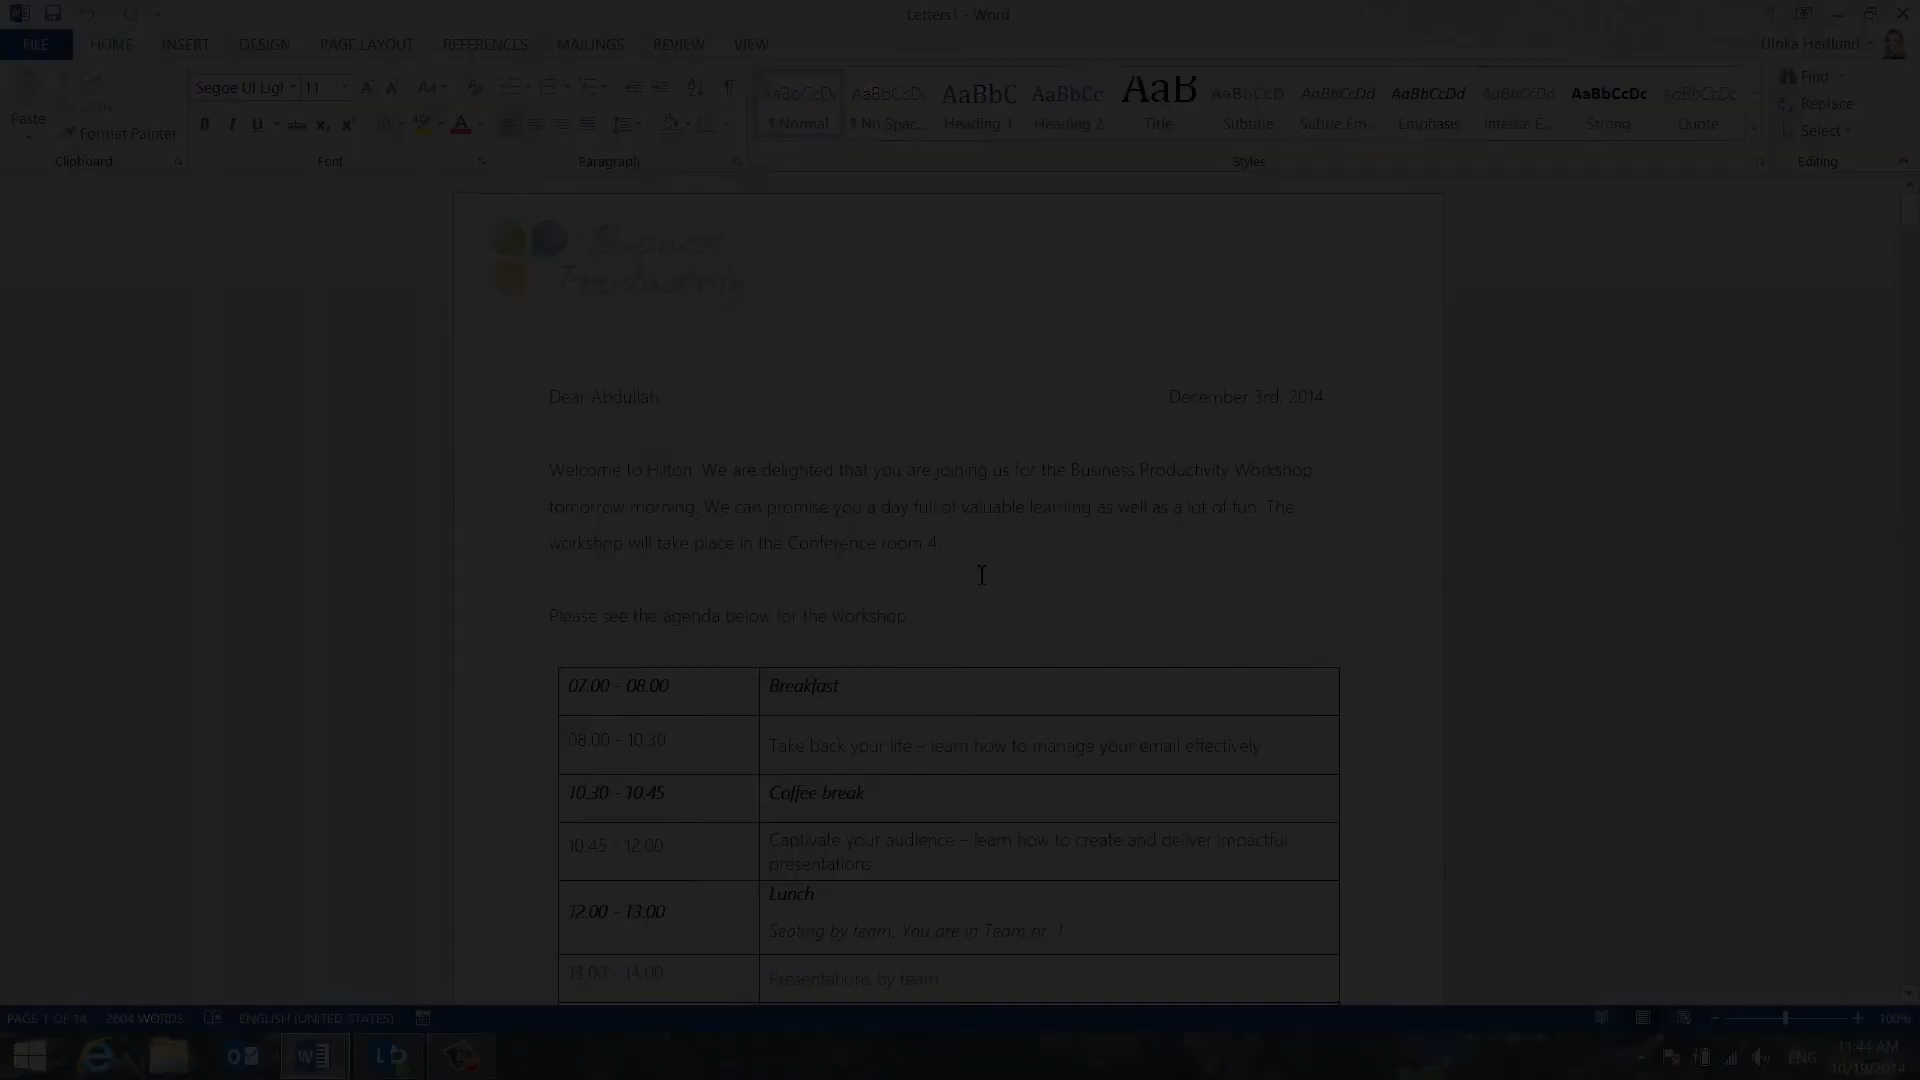 Letters1 - Word
FILE HOME INSERT DESIGN PAGE LAYOUT REFERENCES MAILINGS REVIEW VIEW
Ulrika Hedlund
Cut
Copy
Paste
Format Painter
Clipboard
Segoe UI Ligl 11
Font
Paragraph
AaBbCcDc AaBbCcDc AaBbC AaBbCc AaB AaBbCcD AaBbCcDd AaBbCcDd AaBbCcDd AaBbCcDc AaBbCcDc
¶ Normal ¶ No Spac... Heading 1 Heading 2 Title Subtitle Subtle Em... Emphasis Intense E... Strong Quote
Styles
Find
Replace
Select
Editing
Business
Productivity
Dear Abdullah, December 3rd, 2014
Welcome to Hilton. We are delighted that you are joining us for the Business Productivity Workshop
tomorrow morning. We can promise you a day full of valuable learning as well as a lot of fun. The
workshop will take place in the Conference room 4.
Please see the agenda below for the workshop.
07.00 - 08.00 Breakfast
08.00 - 10.30 Take back your life – learn how to manage your email effectively
10.30 - 10.45 Coffee break
10.45 - 12.00 Captivate your audience – learn how to create and deliver impactful
presentations
12.00 - 13.00 Lunch
Seating by team. You are in Team nr. 1
13.00 - 14.00 Presentations by team
PAGE 1 OF 14 2604 WORDS ENGLISH (UNITED STATES) 100%
ENG 11:44 AM
10/19/2014